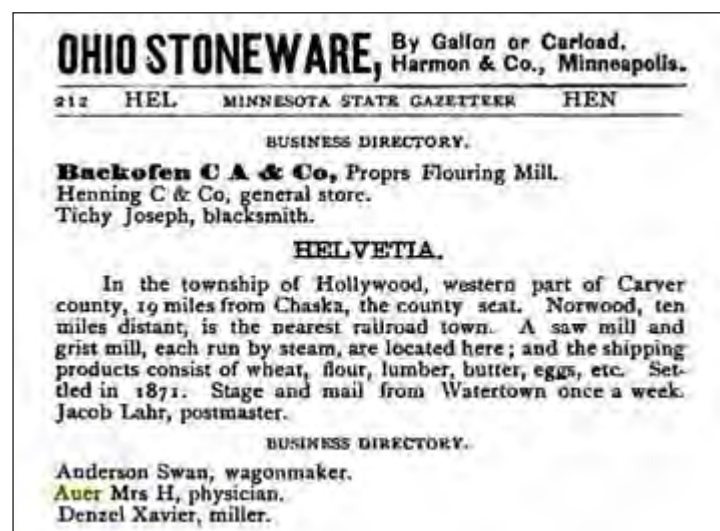 OHIO STONEWARE, By Gallon or Carload.
Harmon & Co., Minneapolis.
212 HEL MINNESOTA STATE GAZETTEER HEN
BUSINESS DIRECTORY.
Backofen C A & Co, Proprs Flouring Mill.
Henning C & Co, general store.
Tichy Joseph, blacksmith.
HELVETIA.
In the township of Hollywood, western part of Carver
county, 19 miles from Chaska, the county seat. Norwood, ten
miles distant, is the nearest railroad town. A saw mill and
grist mill, each run by steam, are located here; and the shipping
products consist of wheat, flour, lumber, butter, eggs, etc. Set-
tled in 1871. Stage and mail from Watertown once a week.
Jacob Lahr, postmaster.
BUSINESS DIRECTORY.
Anderson Swan, wagonmaker.
Auer Mrs H, physician.
Denzel Xavier, miller.